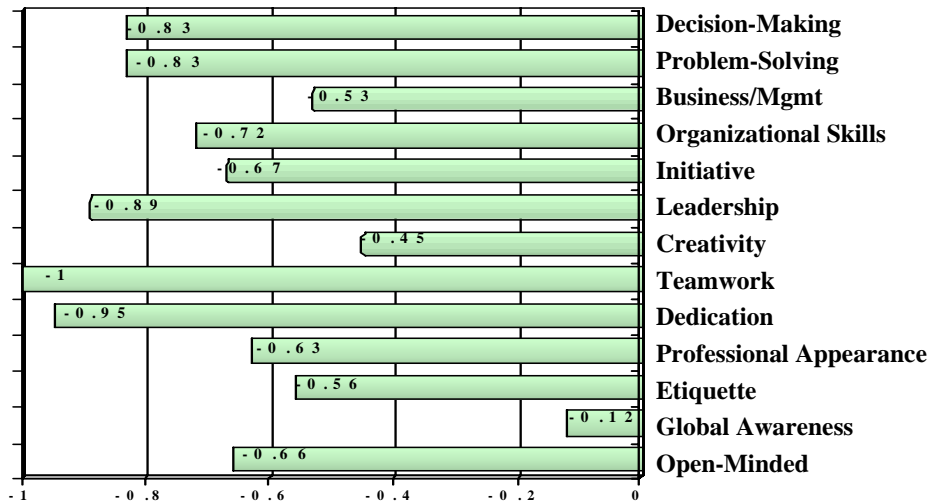 -0.83 Decision-Making
-0.83 Problem-Solving
-0.53 Business/Mgmt
-0.72 Organizational Skills
-0.67 Initiative
-0.89 Leadership
-0.45 Creativity
-1 Teamwork
-0.95 Dedication
-0.63 Professional Appearance
-0.56 Etiquette
-0.12 Global Awareness
-0.66 Open-Minded
-1 -0.8 -0.6 -0.4 -0.2 0